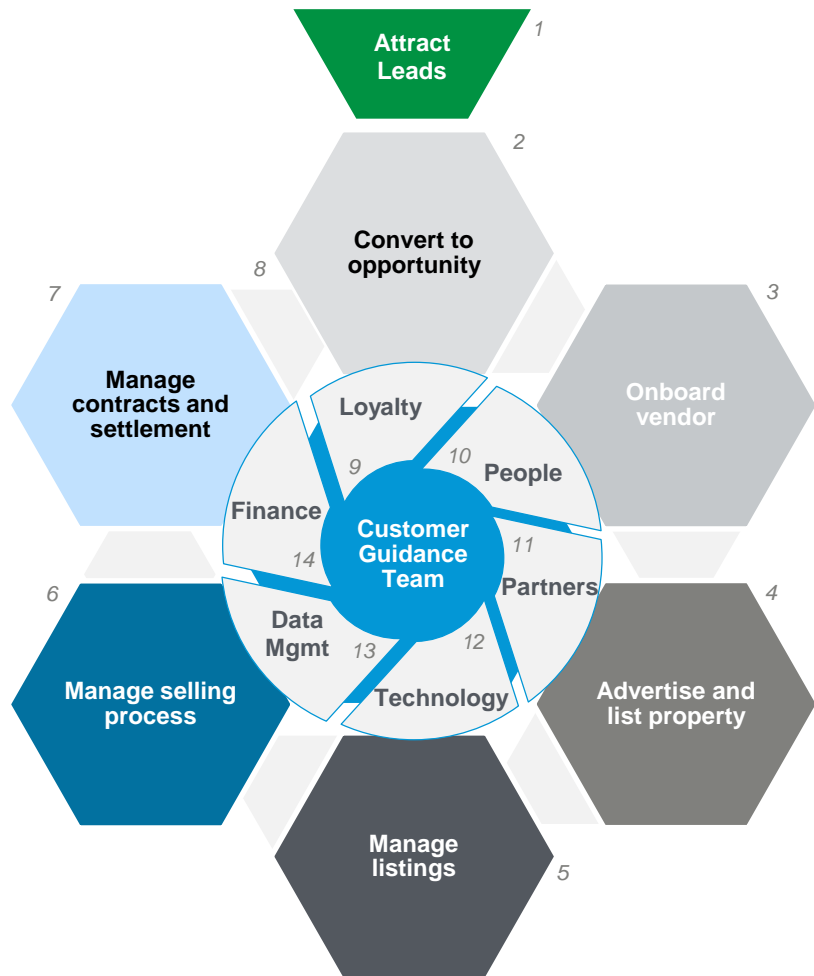 1
Attract
Leads
2
Convert to
opportunity
8
7
3
Manage
contracts and
settlement
Onboard
vendor
Loyalty
9
10
People
Finance
Customer
Guidance
Team
11
14
Partners
6
4
Data
Mgmt
13
12
Technology
Manage selling
process
Advertise and
list property
Manage
listings
5